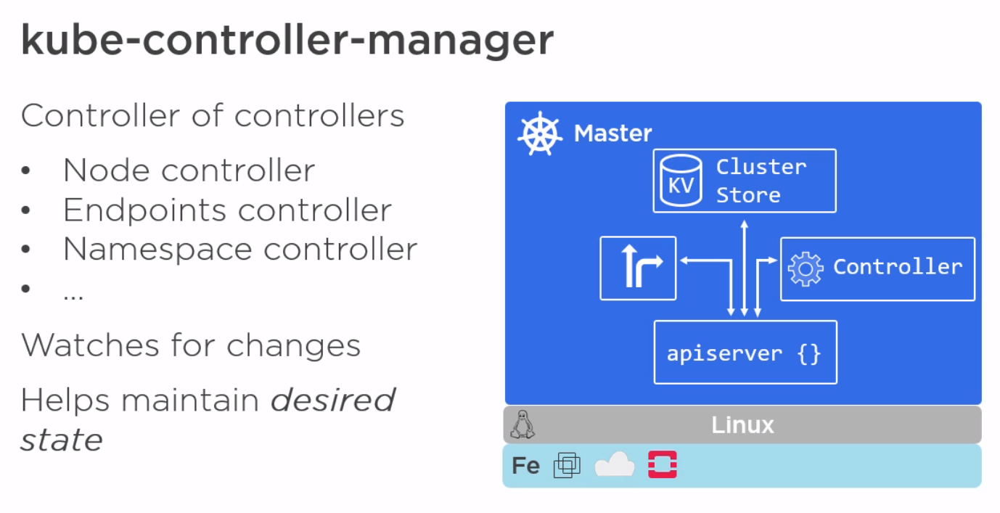 kube-controller-manager
Controller of controllers
• Node controller
• Endpoints controller
• Namespace controller
• ...
Watches for changes
Helps maintain desired
state
Master
KV
Cluster
Store
Controller
apiserver {}
Linux
Fe